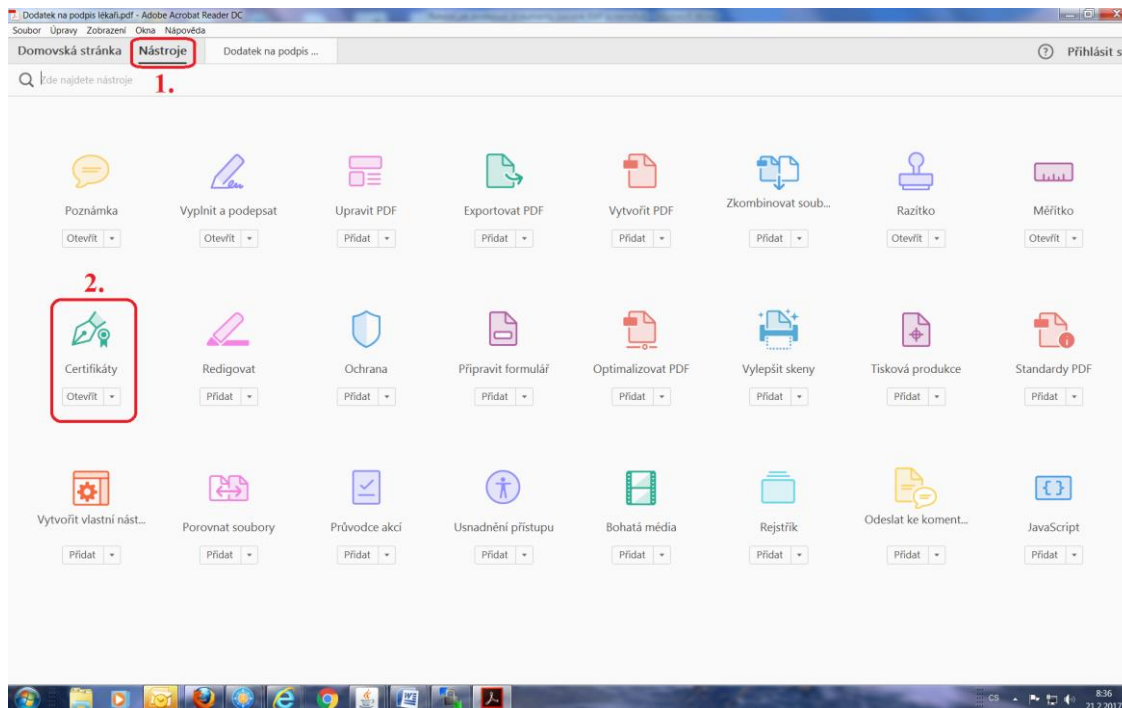 Dodatek na podpis lékaři.pdf - Adobe Acrobat Reader DC
Soubor Úpravy Zobrazení Okna Nápověda
Domovská stránka Nástroje Dodatek na podpis ... Přihlásit s
Zde najdete nástroje
1.
Poznámka Vyplnit a podepsat Upravit PDF Exportovat PDF Vytvořit PDF Zkombinovat soub... Razítko Měřítko
Otevřít Otevřít Přidat Přidat Přidat Přidat Otevřít Otevřít
2.
Certifikáty Redigovat Ochrana Připravit formulář Optimalizovat PDF Vylepšit skeny Tisková produkce Standardy PDF
Otevřít Přidat Přidat Přidat Přidat Přidat Přidat Přidat
Vytvořit vlastní nást... Porovnat soubory Průvodce akcí Usnadnění přístupu Bohatá média Rejstřík Odeslat ke koment... JavaScript
Přidat Přidat Přidat Přidat Přidat Přidat Přidat Přidat
CS 8:36
21.2.2017